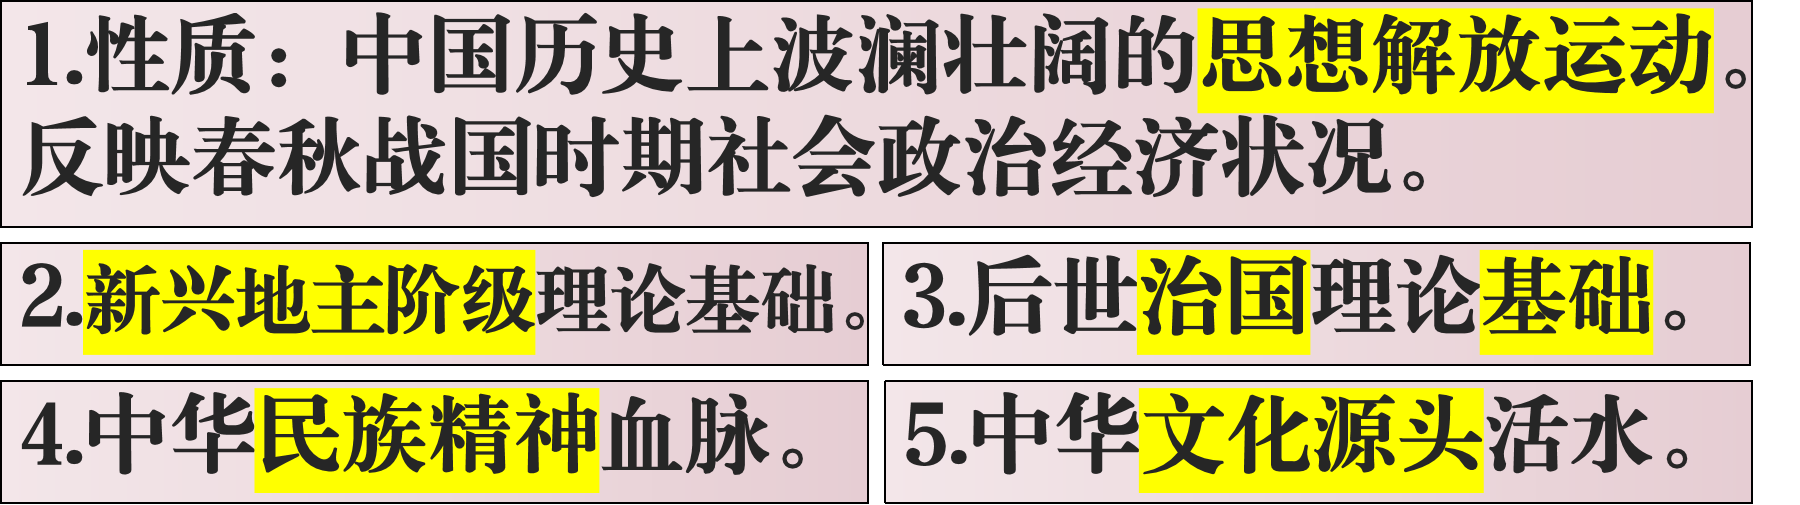 1.性质：中国历史上波澜壮阔的思想解放运动。
反映春秋战国时期社会政治经济状况。
2.新兴地主阶级理论基础。
3.后世治国理论基础。
4.中华民族精神血脉。
5.中华文化源头活水。